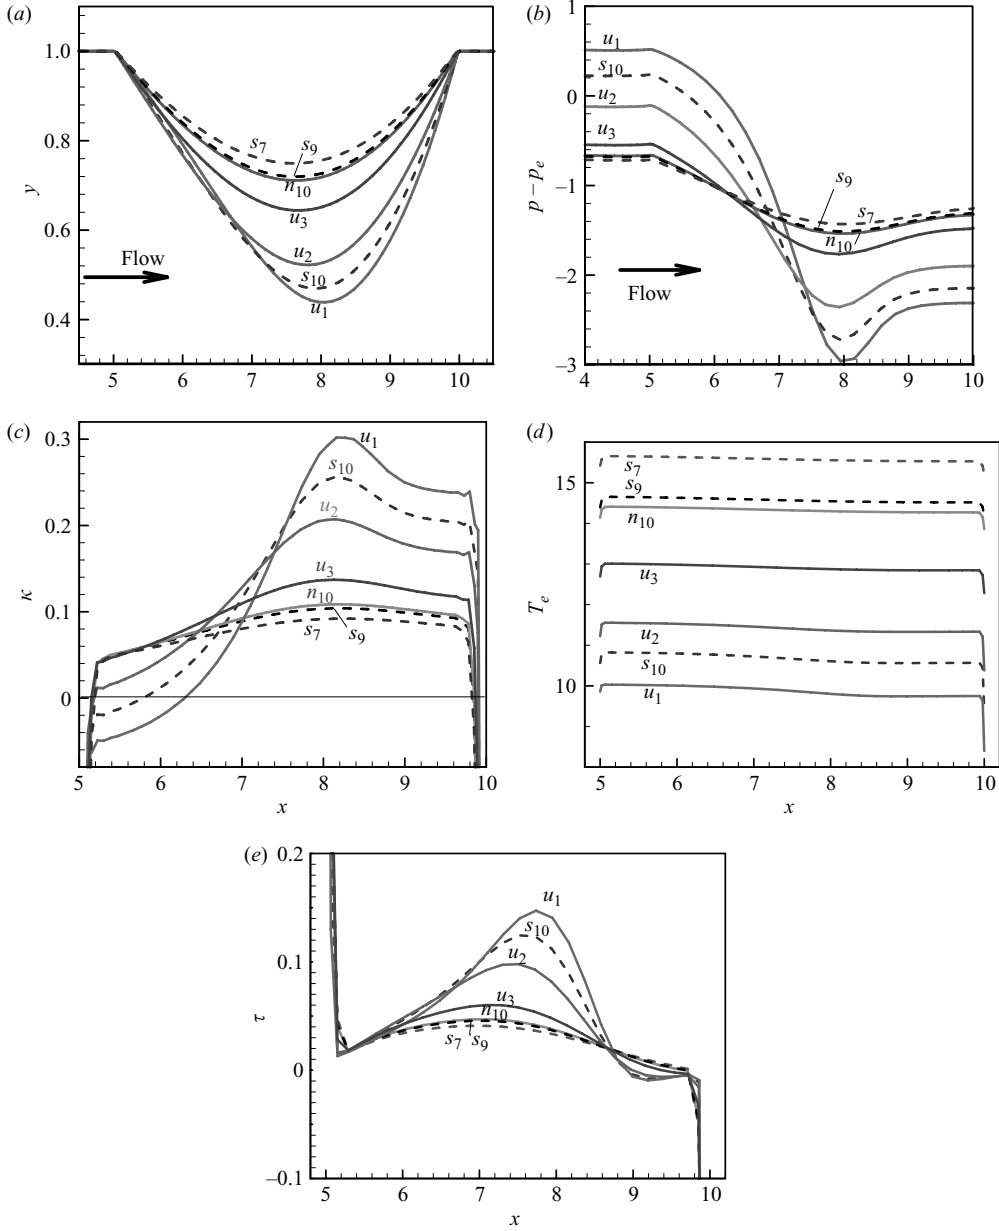 (a)
1.0
0.8
0.6
0.4
y
s7
s9
n10
u3
u2
s10
u1
Flow
5
6
7
8
9
10
(b)
1
0
–1
–2
–3
p – pe
u1
s10
u2
u3
s9
s7
n10
Flow
4
5
6
7
8
9
10
(c)
0.3
0.2
0.1
0
κ
u1
s10
u2
u3
n10
s7
s9
5
6
7
8
9
10
x
(d)
15
10
Te
s7
s9
n10
u3
u2
s10
u1
5
6
7
8
9
10
x
(e)
0.2
0.1
0
–0.1
τ
u1
s10
u2
u3
n10
s7
s9
5
6
7
8
9
10
x